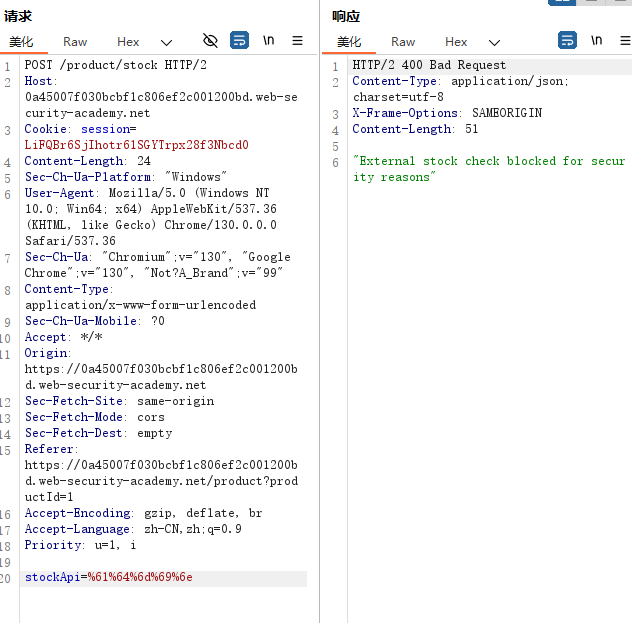 请求
美化 Raw Hex \n
1 POST /product/stock HTTP/2
2 Host:
0a45007f030bcbf1c806ef2c001200bd.web-se
curity-academy.net
3 Cookie: session=
LiFQBr6SjIhotr61SGYTrpx28f3Nbcd0
4 Content-Length: 24
5 Sec-Ch-Ua-Platform: "Windows"
6 User-Agent: Mozilla/5.0 (Windows NT
10.0; Win64; x64) AppleWebKit/537.36
(KHTML, like Gecko) Chrome/130.0.0.0
Safari/537.36
7 Sec-Ch-Ua: "Chromium";v="130", "Google
Chrome";v="130", "Not?A_Brand";v="99"
8 Content-Type:
application/x-www-form-urlencoded
9 Sec-Ch-Ua-Mobile: ?0
10 Accept: */*
11 Origin:
https://0a45007f030bcbf1c806ef2c001200b
d.web-security-academy.net
12 Sec-Fetch-Site: same-origin
13 Sec-Fetch-Mode: cors
14 Sec-Fetch-Dest: empty
15 Referer:
https://0a45007f030bcbf1c806ef2c001200b
d.web-security-academy.net/product?prod
uctId=1
16 Accept-Encoding: gzip, deflate, br
17 Accept-Language: zh-CN,zh;q=0.9
18 Priority: u=1, i
19
20 stockApi=%61%64%6d%69%6e
响应
美化 Raw Hex \n
1 HTTP/2 400 Bad Request
2 Content-Type: application/json;
charset=utf-8
3 X-Frame-Options: SAMEORIGIN
4 Content-Length: 51
5
6 "External stock check blocked for secur
ity reasons"